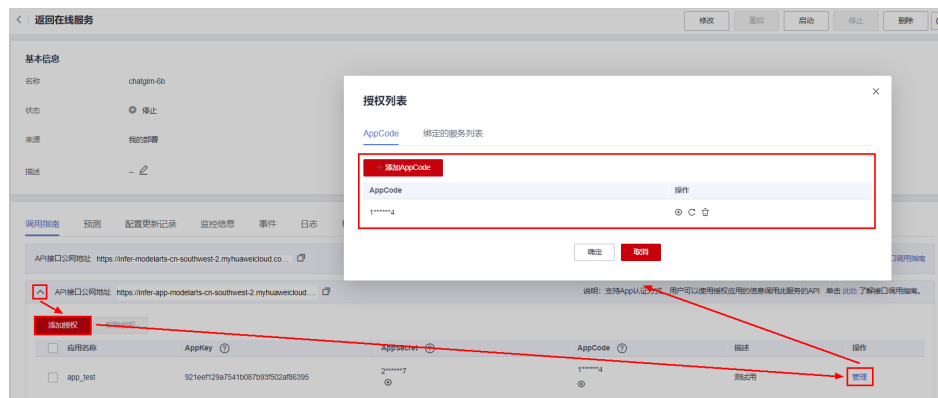 返回在线服务
修改 重启 启动 停止 删除
基本信息
名称 chatglm-6b
状态 停止
来源 我的部署
描述 --
授权列表
AppCode 绑定的服务列表
+ 添加AppCode
AppCode 操作
1******4
确定 取消
调用指南 预测 配置更新记录 监控信息 事件 日志
API接口公网地址 https://infer-modelarts-cn-southwest-2.myhuaweicloud.co...
口调用指南
API接口公网地址 https://infer-app-modelarts-cn-southwest-2.myhuaweicloud....
说明：支持App认证方式，用户可以使用授权应用的信息调用此服务的API 单击 此处 了解接口调用指南。
添加授权
应用名称 AppKey AppSecret AppCode 描述 操作
app_test 921eef129a7541b087b93f502af86395 2******7 1******4 测试用 管理